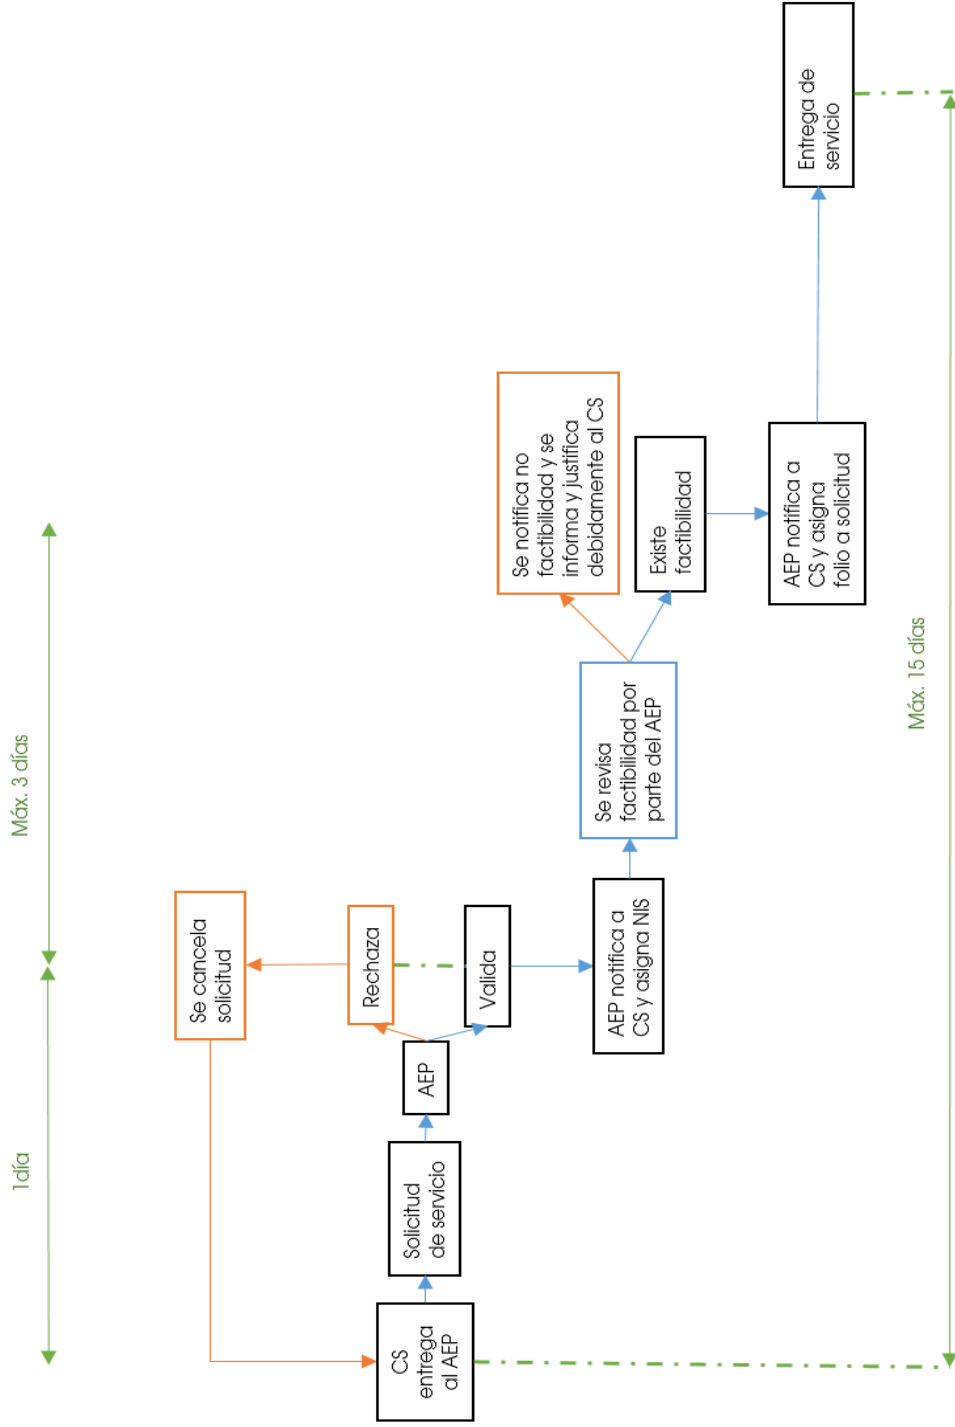 1día
Máx. 3 días
Se cancela
solicitud
Rechaza
CS
entrega
al AEP
Solicitud
de servicio
AEP
Valida
AEP notifica a
CS y asigna NIS
Se revisa
factibilidad por
parte del AEP
Se notifica no
factibilidad y se
informa y justifica
debidamente al CS
Existe
factibilidad
AEP notifica a
CS y asigna
folio a solicitud
Entrega de
servicio
Máx. 15 días